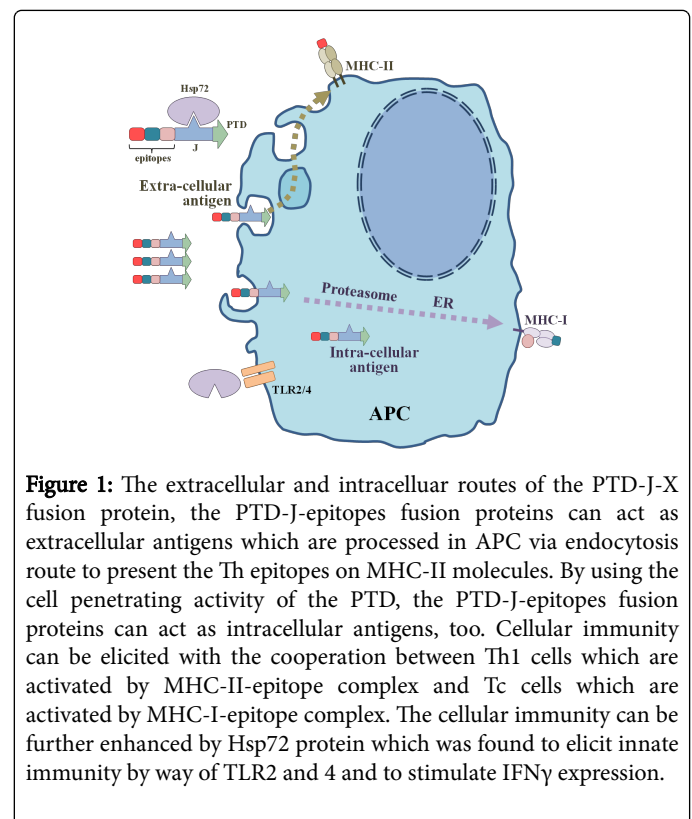 MHC-II
Hsp72
PTD
J
epitopes
Extra-cellular
antigen
Proteasome ER
MHC-I
Intra-cellular
antigen
TLR2/4
APC
Figure 1: The extracellular and intracelluar routes of the PTD-J-X
fusion protein, the PTD-J-epitopes fusion proteins can act as
extracellular antigens which are processed in APC via endocytosis
route to present the Th epitopes on MHC-II molecules. By using the
cell penetrating activity of the PTD, the PTD-J-epitopes fusion
proteins can act as intracellular antigens, too. Cellular immunity
can be elicited with the cooperation between Th1 cells which are
activated by MHC-II-epitope complex and Tc cells which are
activated by MHC-I-epitope complex. The cellular immunity can be
further enhanced by Hsp72 protein which was found to elicit innate
immunity by way of TLR2 and 4 and to stimulate IFNγ expression.